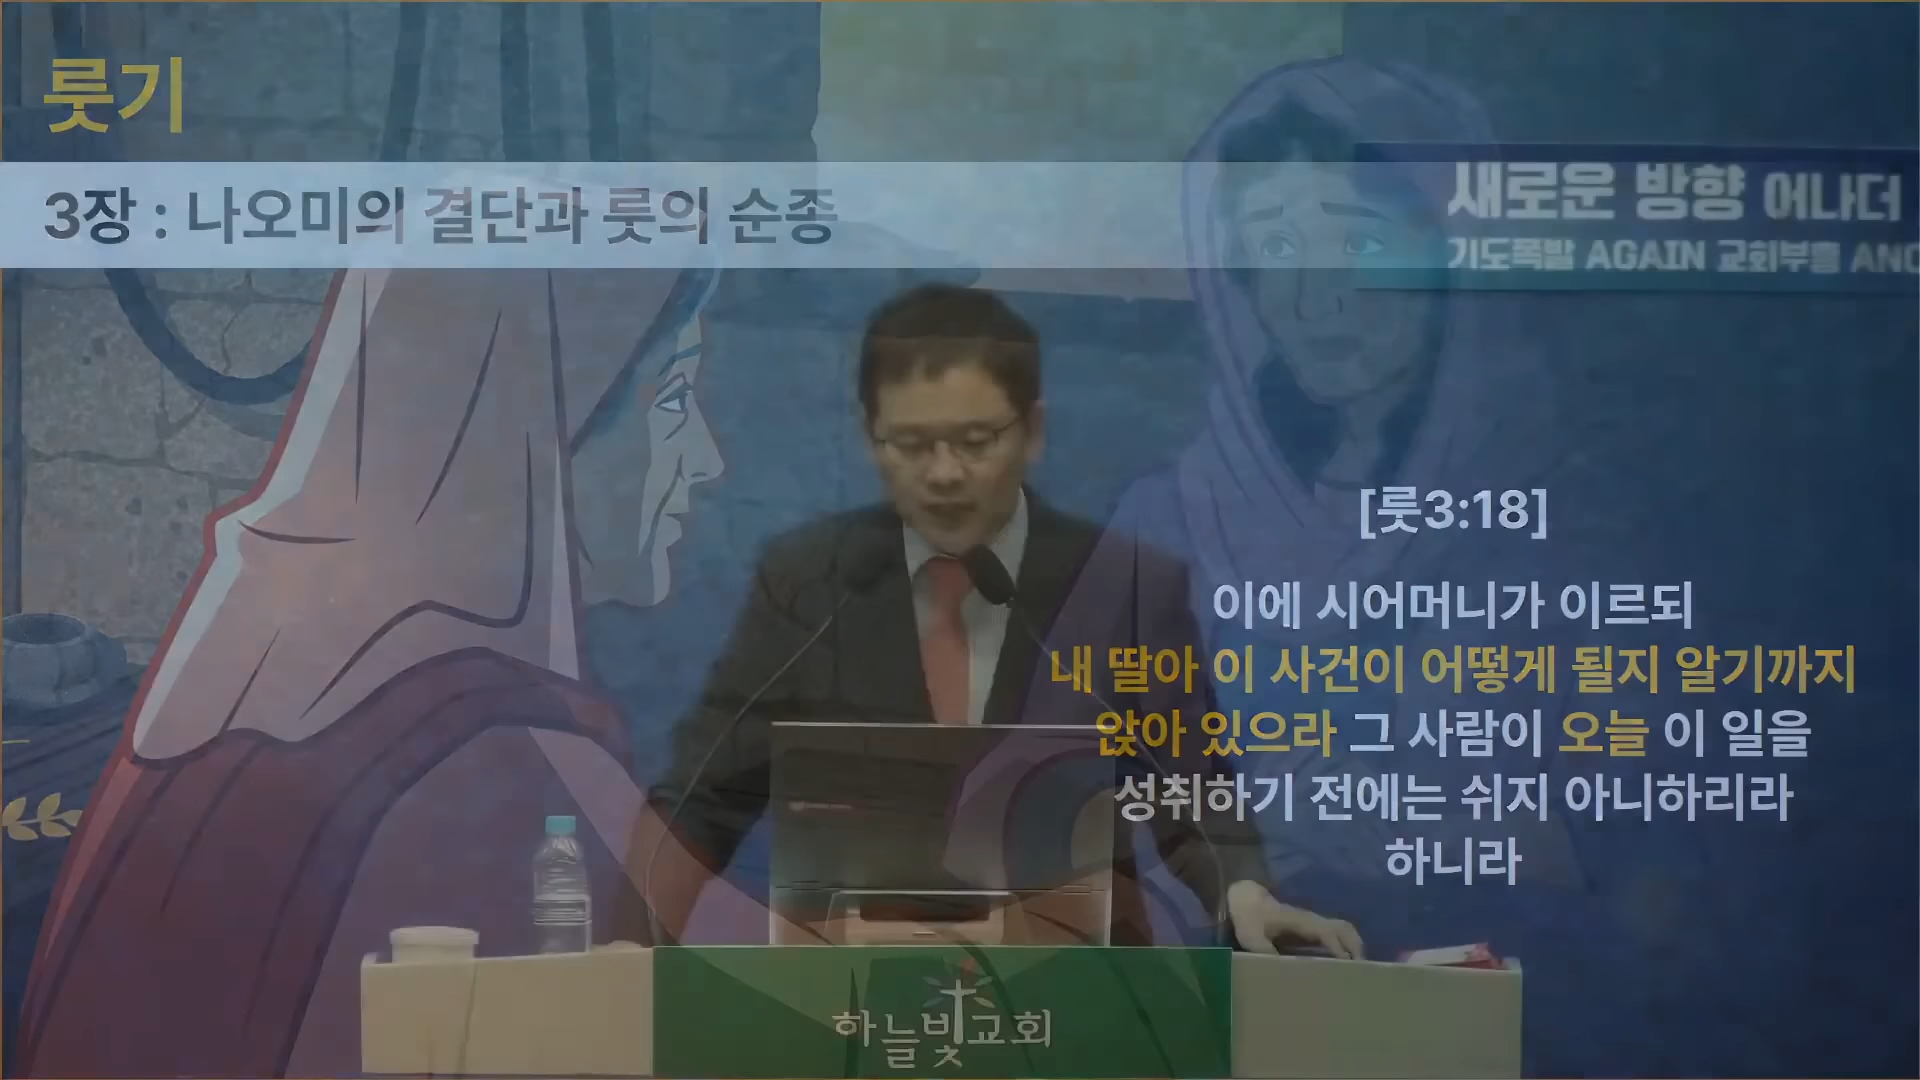 룻기
3장 : 나오미의 결단과 룻의 순종
새로운 방향 어나더
기도폭발 AGAIN 교회부흥 ANO
[룻3:18]
이에 시어머니가 이르되
내 딸아 이 사건이 어떻게 될지 알기까지
앉아 있으라 그 사람이 오늘 이 일을
성취하기 전에는 쉬지 아니하리라
하니라
하늘빛교회